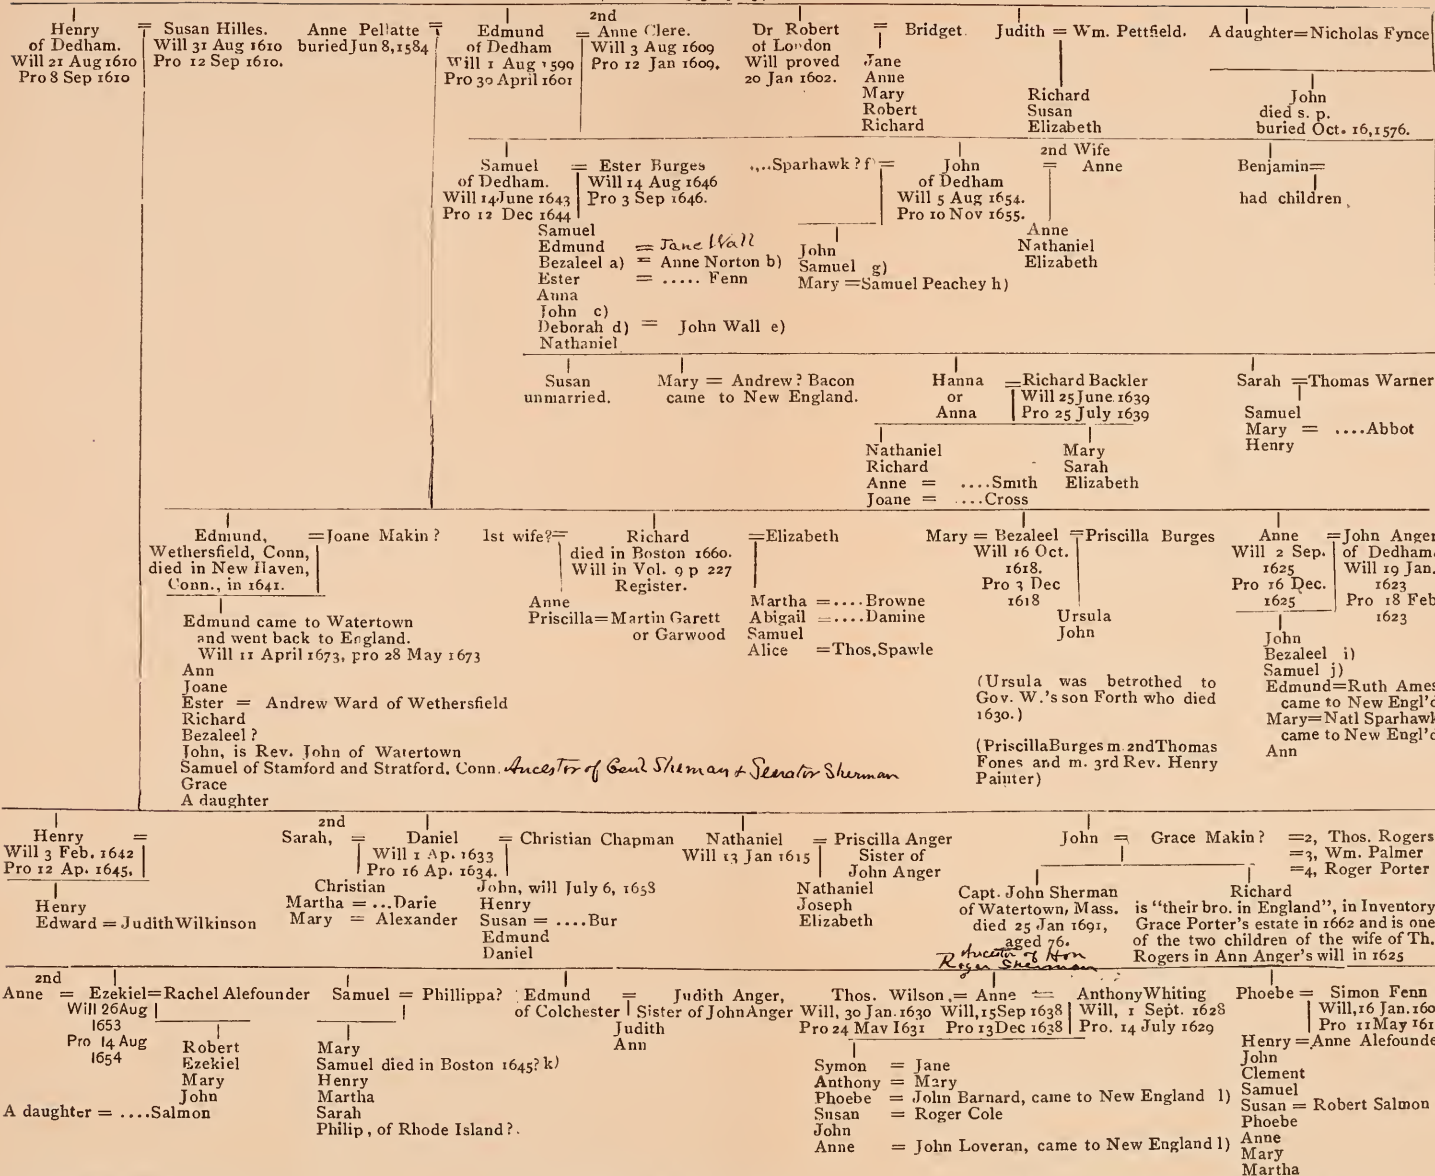 Henry
of Dedham.
Will 21 Aug 1610
Pro 8 Sep 1610
= Susan Hilles.
Will 31 Aug 1610
Pro 12 Sep 1610.
Anne Pellatte =
buried Jun 8, 1584
Edmund
of Dedham
Will 1 Aug 1599
Pro 30 April 1601
2nd
= Anne Clere.
Will 3 Aug 1609
Pro 12 Jan 1609.
Dr Robert
of London
Will proved
20 Jan 1602.
= Bridget.
Jane
Anne
Mary
Robert
Richard
Judith = Wm. Pettfield.
Richard
Susan
Elizabeth
A daughter=Nicholas Fynce
John
died s. p.
buried Oct. 16, 1576.
Samuel
of Dedham.
Will 14 June 1643
Pro 12 Dec 1644
= Ester Burges
Will 14 Aug 1646
Pro 3 Sep 1646.
Samuel
Edmund = Jane Wall
Bezaleel a) = Anne Norton b)
Ester = ..... Fenn
Anna
John c)
Deborah d) = John Wall e)
Nathaniel
....Sparhawk ? f =
John
of Dedham
Will 5 Aug 1654.
Pro 10 Nov 1655.
John
Samuel g)
Mary =Samuel Peachey h)
2nd Wife
= Anne
Anne
Nathaniel
Elizabeth
Benjamin=
had children.
Susan
unmarried.
Mary = Andrew? Bacon
came to New England.
Hanna
or
Anna
=Richard Backler
Will 25 June 1639
Pro 25 July 1639
Nathaniel
Richard
Anne = ....Smith
Joane = ....Cross
Mary
Sarah
Elizabeth
Sarah =Thomas Warner
Samuel
Mary = ....Abbot
Henry
Edmund, =Joane Makin ?
Wethersfield, Conn,
died in New Haven,
Conn., in 1641.
Edmund came to Watertown
and went back to England.
Will 11 April 1673, pro 28 May 1673
Ann
Joane
Ester = Andrew Ward of Wethersfield
Richard
Bezaleel ?
John, is Rev. John of Watertown
Samuel of Stamford and Stratford, Conn. Ancestor of Genl Sherman & Senator Sherman
Grace
A daughter
1st wife?=
Richard
died in Boston 1660.
Will in Vol. 9 p 227
Register.
Anne
Priscilla=Martin Garett
or Garwood
=Elizabeth
Martha =....Browne
Abigail =....Damine
Samuel
Alice =Thos, Spawle
Mary = Bezaleel =Priscilla Burges
Will 16 Oct.
1618.
Pro 3 Dec
1618
Ursula
John
(Ursula was betrothed to
Gov. W.'s son Forth who died
1630.)
(Priscilla Burges m. 2nd Thomas
Fones and m. 3rd Rev. Henry
Painter)
Anne
Will 2 Sep.
1625
Pro 16 Dec.
1625
=John Anger
of Dedham.
Will 19 Jan.
1623
Pro 18 Feb
1623
John
Bezaleel i)
Samuel j)
Edmund=Ruth Ames
came to New Engl'd
Mary=Natl Sparhawk
came to New Engl'd
Ann
Henry =
Will 3 Feb. 1642
Pro 12 Ap. 1645.
Henry
Edward = Judith Wilkinson
2nd
Sarah, = Daniel = Christian Chapman
Will 1 Ap. 1633
Pro 16 Ap. 1634.
Christian
Martha = ...Darie
Mary = Alexander
John, will July 6, 1658
Henry
Susan = ....Bur
Edmund
Daniel
Nathaniel
Will 13 Jan 1615
= Priscilla Anger
Sister of
John Anger
Nathaniel
Joseph
Elizabeth
John = Grace Makin ? =2, Thos. Rogers
=3, Wm. Palmer
=4, Roger Porter
Capt. John Sherman
of Watertown, Mass.
died 25 Jan 1691,
aged 76.
Ancestor of Hon
Roger Sherman
Richard
is "their bro. in England", in Inventory
Grace Porter's estate in 1662 and is one
of the two children of the wife of Th.
Rogers in Ann Anger's will in 1625
2nd
Anne = Ezekiel=Rachel Alefounder
Will 26 Aug
1653
Pro 14 Aug
1654
Robert
Ezekiel
Mary
John
A daughter = ....Salmon
Samuel = Phillippa?
Mary
Samuel died in Boston 1645? k)
Henry
Martha
Sarah
Philip, of Rhode Island?.
Edmund
of Colchester
= Judith Anger,
Sister of John Anger
Judith
Ann
Thos. Wilson, = Anne = Anthony Whiting
Will, 30 Jan. 1630 Will, 15 Sep 1638 Will, 1 Sept. 1628
Pro 24 May 1631 Pro 13 Dec 1638 Pro. 14 July 1629
Symon = Jane
Anthony = Mary
Phoebe = John Barnard, came to New England l)
Susan = Roger Cole
John
Anne = John Loveran, came to New England l)
Phoebe = Simon Fenn
Will, 16 Jan. 160
Pro 11 May 161
Henry = Anne Alefounde
John
Clement
Samuel
Susan = Robert Salmon
Phoebe
Anne
Mary
Martha